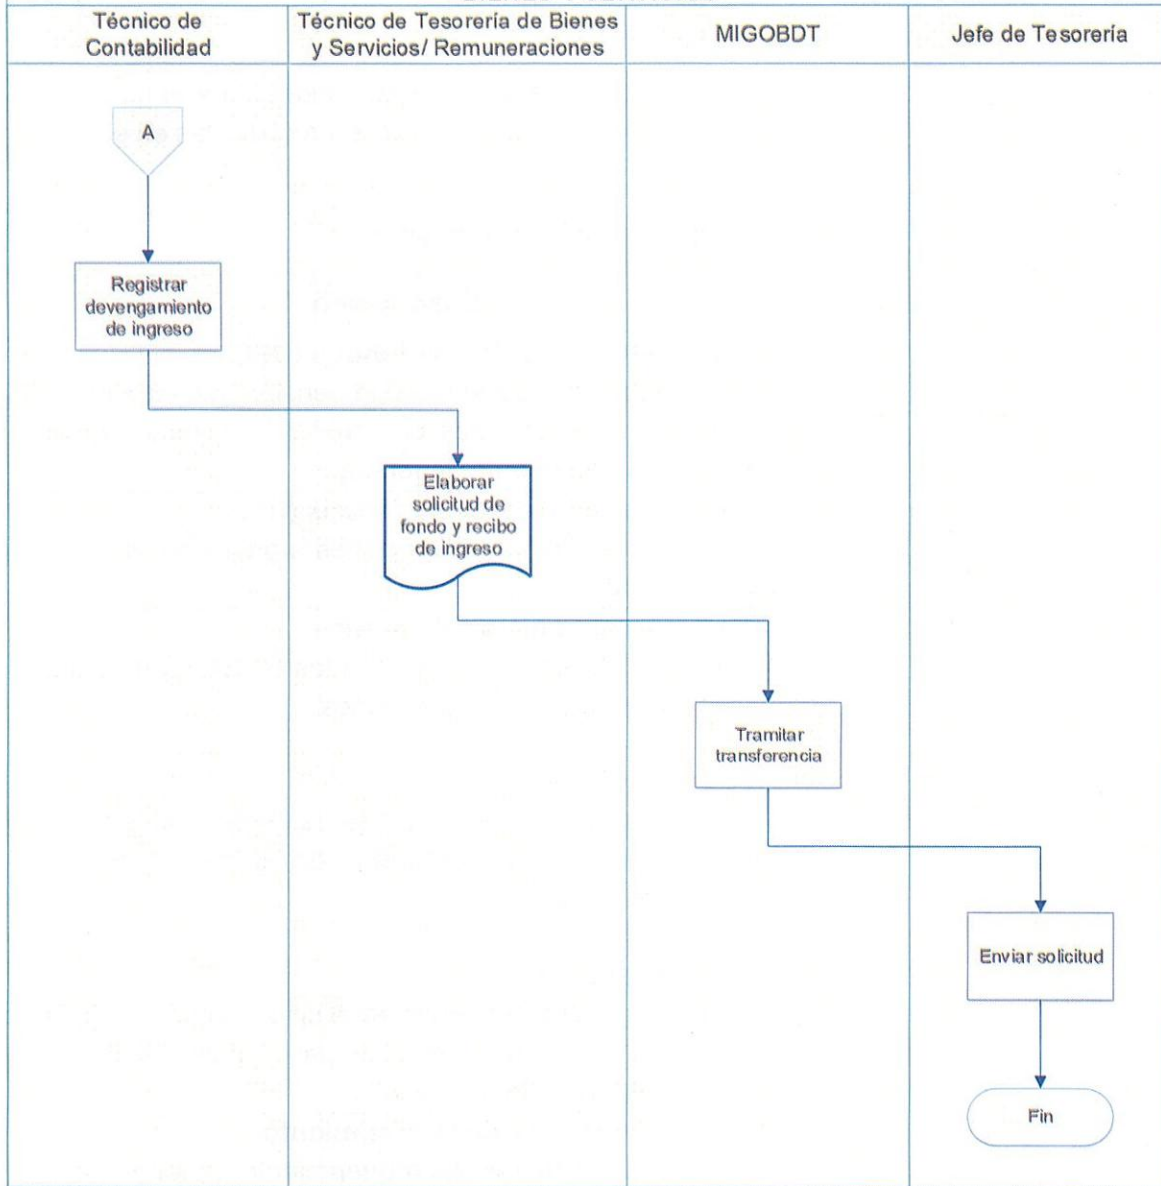 Técnico de
Contabilidad
Técnico de Tesorería de Bienes
y Servicios/ Remuneraciones
MIGOBDT
Jefe de Tesorería
A
Registrar
devengamiento
de ingreso
Elaborar
solicitud de
fondo y recibo
de ingreso
Tramitar
transferencia
Enviar solicitud
Fin